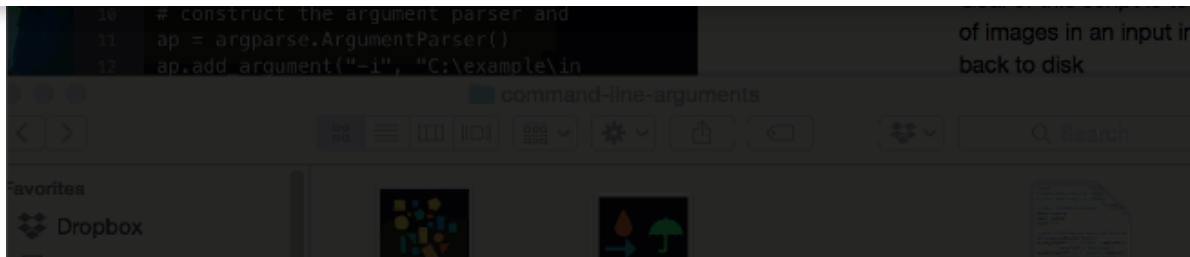 10 # construct the argument parser and
11 ap = argparse.ArgumentParser()
12 ap.add_argument("-i", "C:\example\in
of images in an input
back to disk
command-line-arguments
Search
Favorites
Dropbox